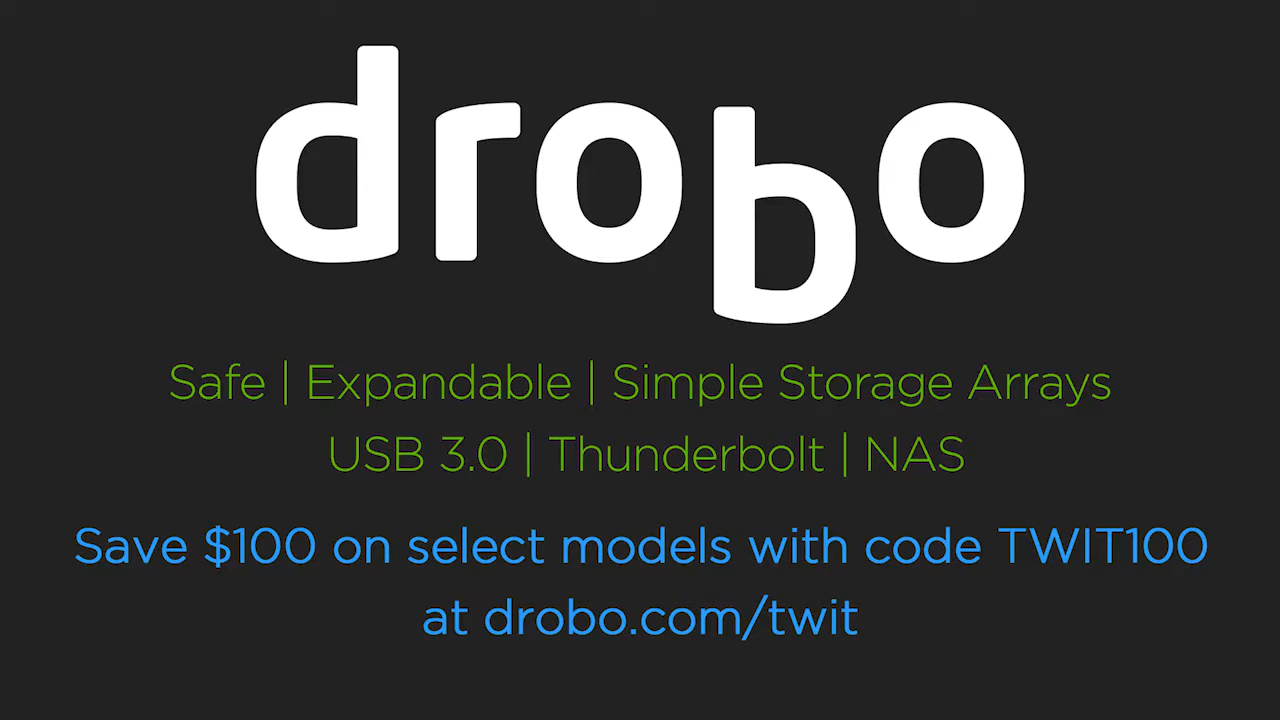 drobo
Safe | Expandable | Simple Storage Arrays
USB 3.0 | Thunderbolt | NAS
Save $100 on select models with code TWIT100
at drobo.com/twit